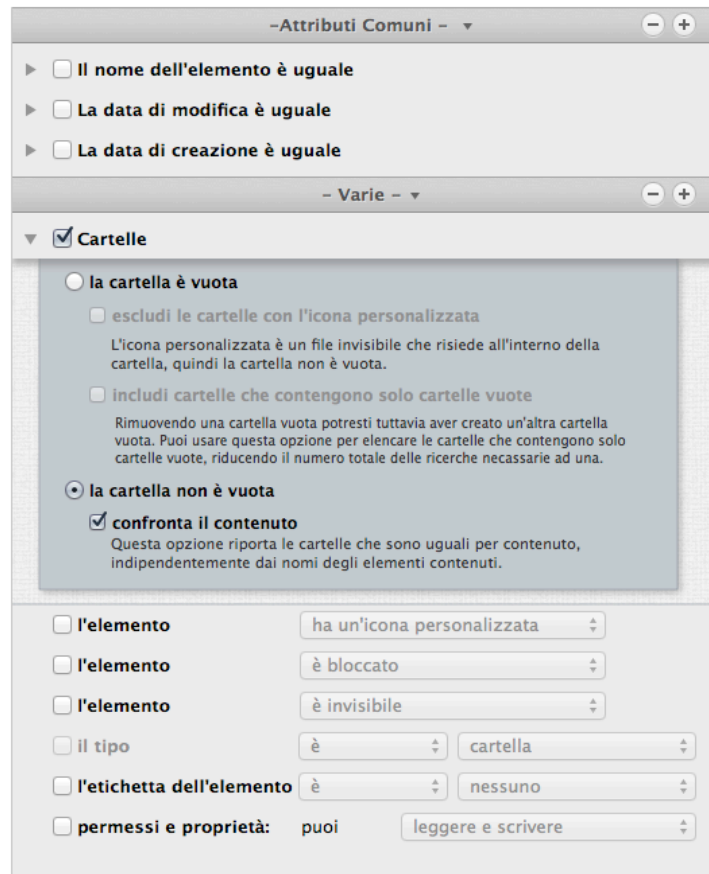 –Attributi Comuni –
Il nome dell'elemento è uguale
La data di modifica è uguale
La data di creazione è uguale
– Varie –
Cartelle
la cartella è vuota
escludi le cartelle con l'icona personalizzata
L'icona personalizzata è un file invisibile che risiede all'interno della
cartella, quindi la cartella non è vuota.
includi cartelle che contengono solo cartelle vuote
Rimuovendo una cartella vuota potresti tuttavia aver creato un'altra cartella
vuota. Puoi usare questa opzione per elencare le cartelle che contengono solo
cartelle vuote, riducendo il numero totale delle ricerche necassarie ad una.
la cartella non è vuota
confronta il contenuto
Questa opzione riporta le cartelle che sono uguali per contenuto,
indipendentemente dai nomi degli elementi contenuti.
l'elemento ha un'icona personalizzata
l'elemento è bloccato
l'elemento è invisibile
il tipo è cartella
l'etichetta dell'elemento è nessuno
permessi e proprietà: puoi leggere e scrivere